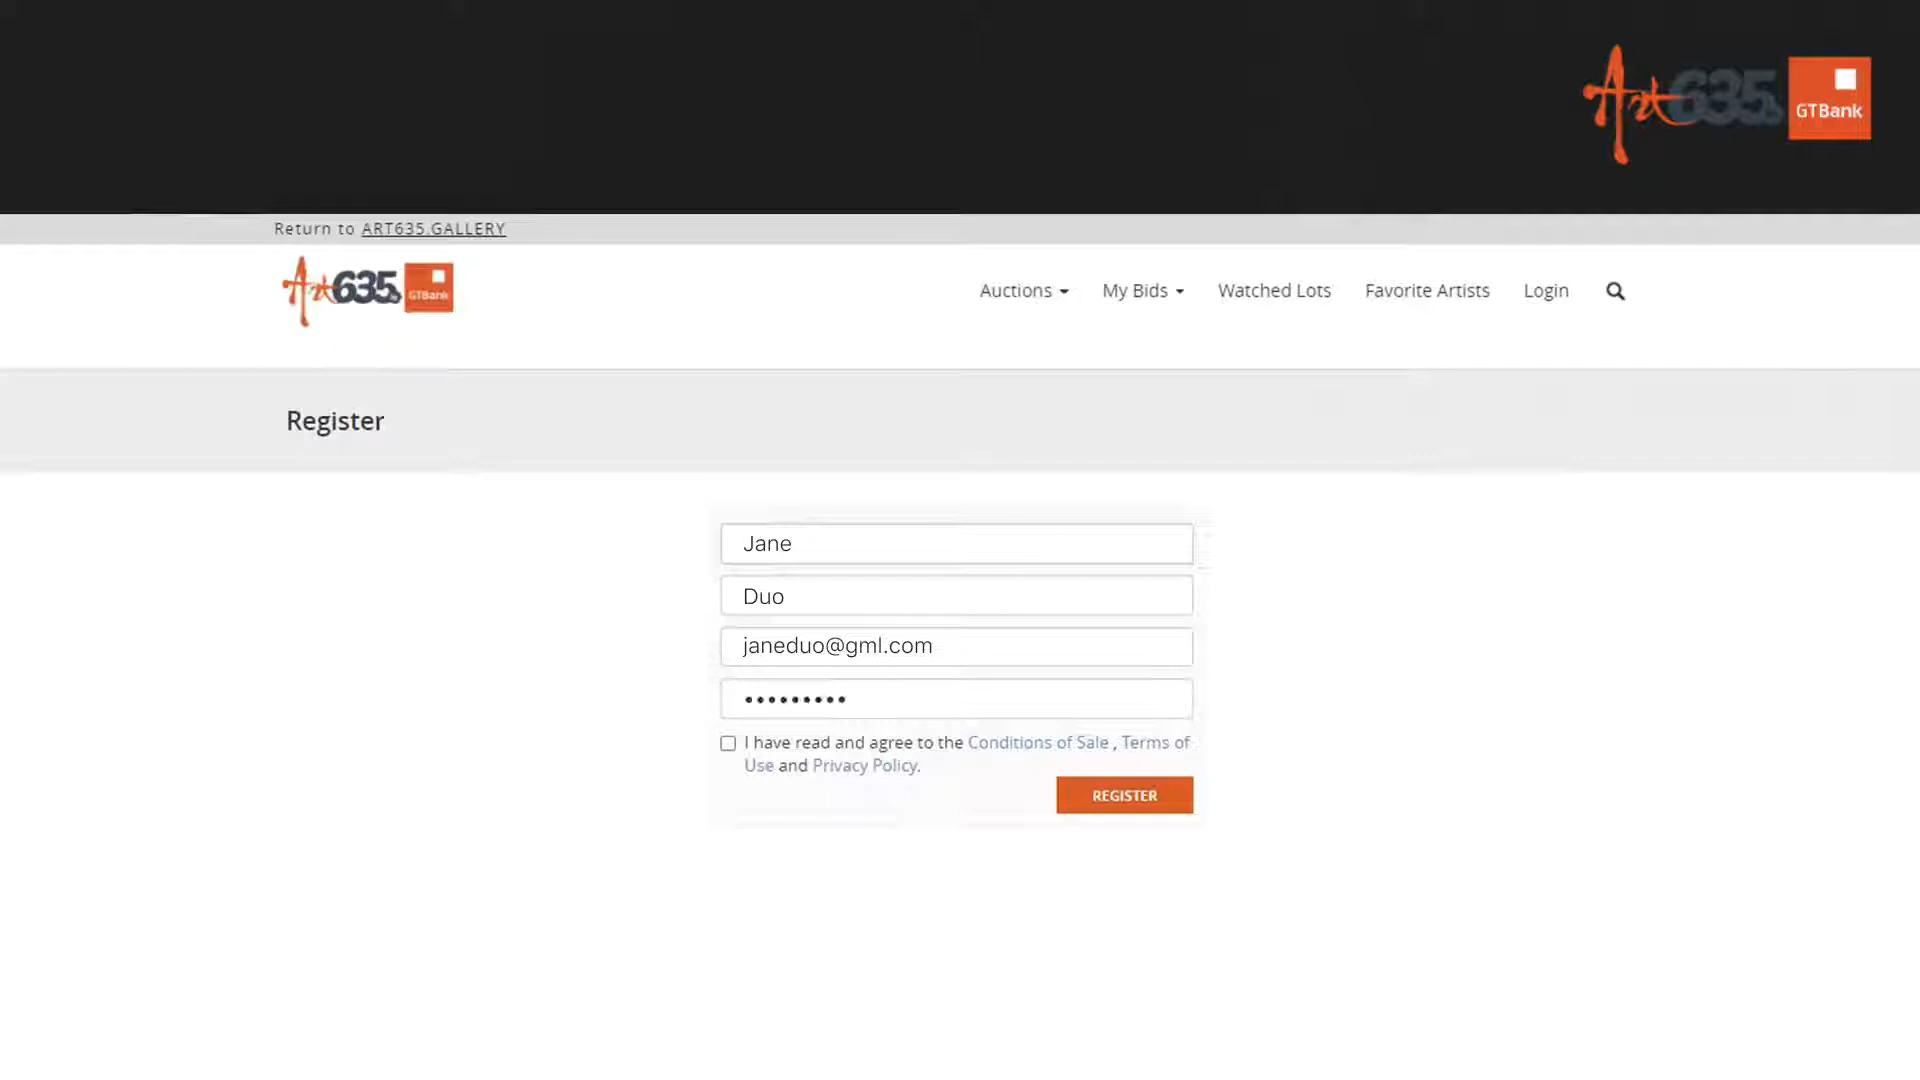 Art635 GTBank
Return to ART635.GALLERY
Art635 GTBank
Auctions My Bids Watched Lots Favorite Artists Login
Register
Jane
Duo
janeduo@gml.com
•••••••••
I have read and agree to the Conditions of Sale , Terms of
Use and Privacy Policy.
REGISTER